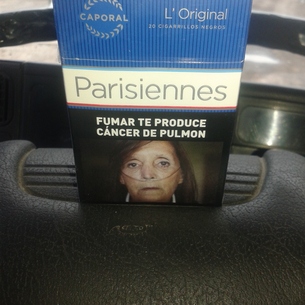 CAPORAL
L' Original
20 CIGARRILLOS NEGROS
Parisiennes
FUMAR TE PRODUCE
CÁNCER DE PULMON